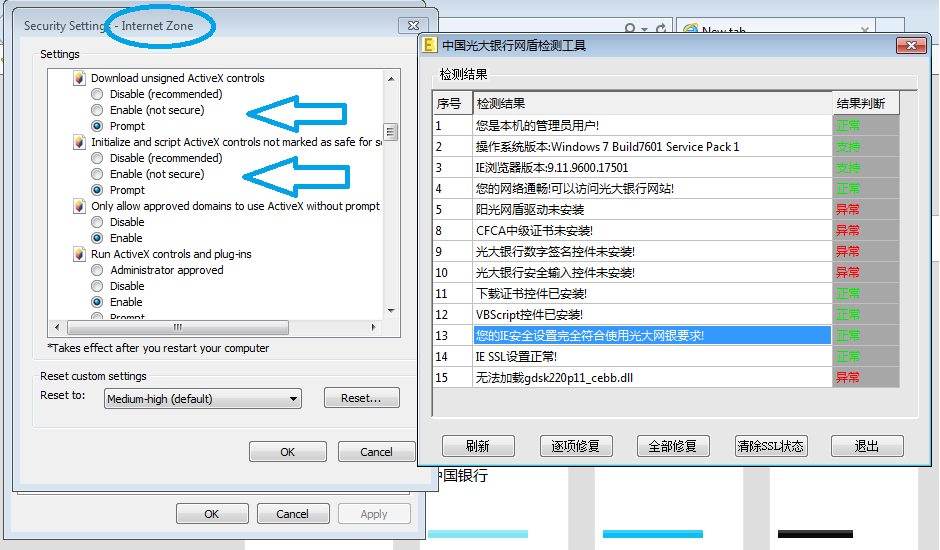 Security Settings - Internet Zone
Settings
Download unsigned ActiveX controls
Disable (recommended)
Enable (not secure)
Prompt
Initialize and script ActiveX controls not marked as safe for s
Disable (recommended)
Enable (not secure)
Prompt
Only allow approved domains to use ActiveX without prompt
Disable
Enable
Run ActiveX controls and plug-ins
Administrator approved
Disable
Enable
Prompt
*Takes effect after you restart your computer
Reset custom settings
Reset to:
Medium-high (default)
Reset...
OK
Cancel
OK
Cancel
Apply
New tab
中国光大银行网盾检测工具
检测结果
序号 检测结果 结果判断
1 您是本机的管理员用户! 正常
2 操作系统版本:Windows 7 Build7601 Service Pack 1 支持
3 IE浏览器版本:9.11.9600.17501 支持
4 您的网络通畅!可以访问光大银行网站! 正常
5 阳光网盾驱动未安装 异常
8 CFCA中级证书未安装! 异常
9 光大银行数字签名控件未安装! 异常
10 光大银行安全输入控件未安装! 异常
11 下载证书控件已安装! 正常
12 VBScript控件已安装! 正常
13 您的IE安全设置完全符合使用光大网银要求! 正常
14 IE SSL设置正常! 正常
15 无法加载gdsk220p11_cebb.dll 异常
刷新
逐项修复
全部修复
清除SSL状态
退出
中国银行